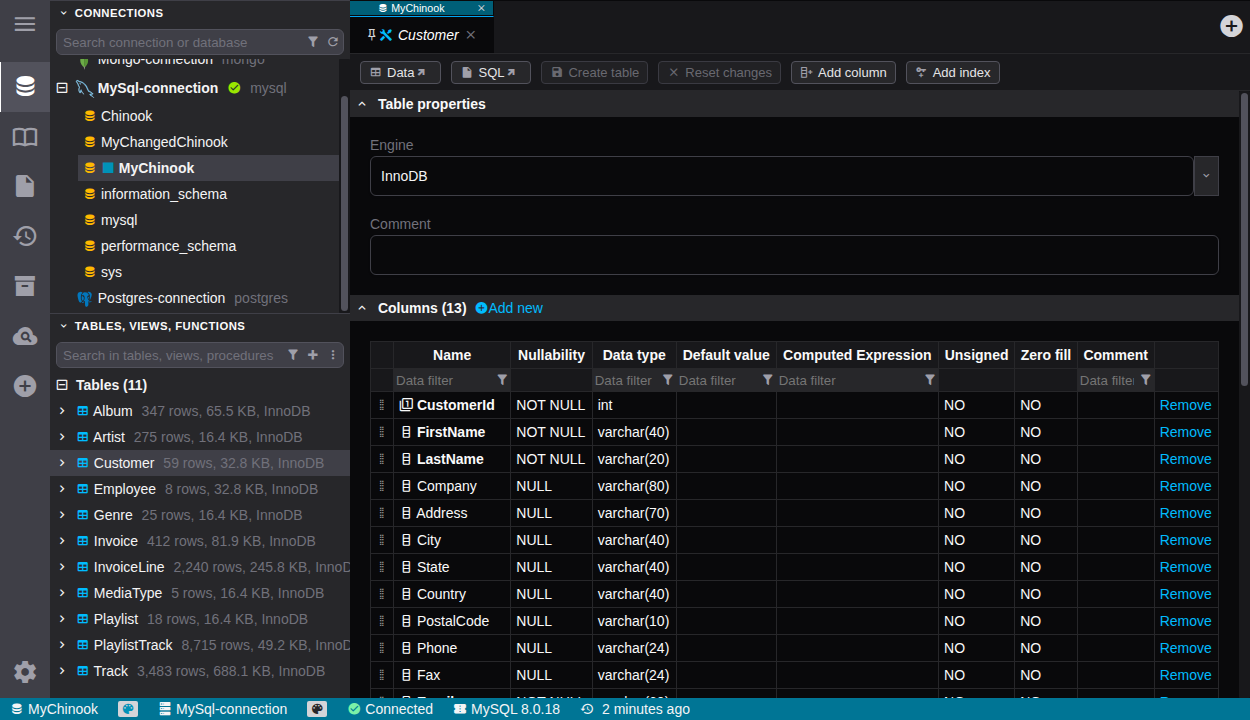 CONNECTIONS
Search connection or database
Mongo-connection mongo
MySql-connection mysql
Chinook
MyChangedChinook
MyChinook
information_schema
mysql
performance_schema
sys
Postgres-connection postgres
TABLES, VIEWS, FUNCTIONS
Search in tables, views, procedures
Tables (11)
Album 347 rows, 65.5 KB, InnoDB
Artist 275 rows, 16.4 KB, InnoDB
Customer 59 rows, 32.8 KB, InnoDB
Employee 8 rows, 32.8 KB, InnoDB
Genre 25 rows, 16.4 KB, InnoDB
Invoice 412 rows, 81.9 KB, InnoDB
InvoiceLine 2,240 rows, 245.8 KB, InnoD
MediaType 5 rows, 16.4 KB, InnoDB
Playlist 18 rows, 16.4 KB, InnoDB
PlaylistTrack 8,715 rows, 49.2 KB, InnoD
Track 3,483 rows, 688.1 KB, InnoDB
MyChinook
Customer
Data SQL Create table Reset changes Add column Add index
Table properties
Engine
InnoDB
Comment
Columns (13) Add new
Name Nullability Data type Default value Computed Expression Unsigned Zero fill Comment
Data filter Data filter Data filter Data filter Data filter
CustomerId NOT NULL int NO NO Remove
FirstName NOT NULL varchar(40) NO NO Remove
LastName NOT NULL varchar(20) NO NO Remove
Company NULL varchar(80) NO NO Remove
Address NULL varchar(70) NO NO Remove
City NULL varchar(40) NO NO Remove
State NULL varchar(40) NO NO Remove
Country NULL varchar(40) NO NO Remove
PostalCode NULL varchar(10) NO NO Remove
Phone NULL varchar(24) NO NO Remove
Fax NULL varchar(24) NO NO Remove
MyChinook MySql-connection Connected MySQL 8.0.18 2 minutes ago